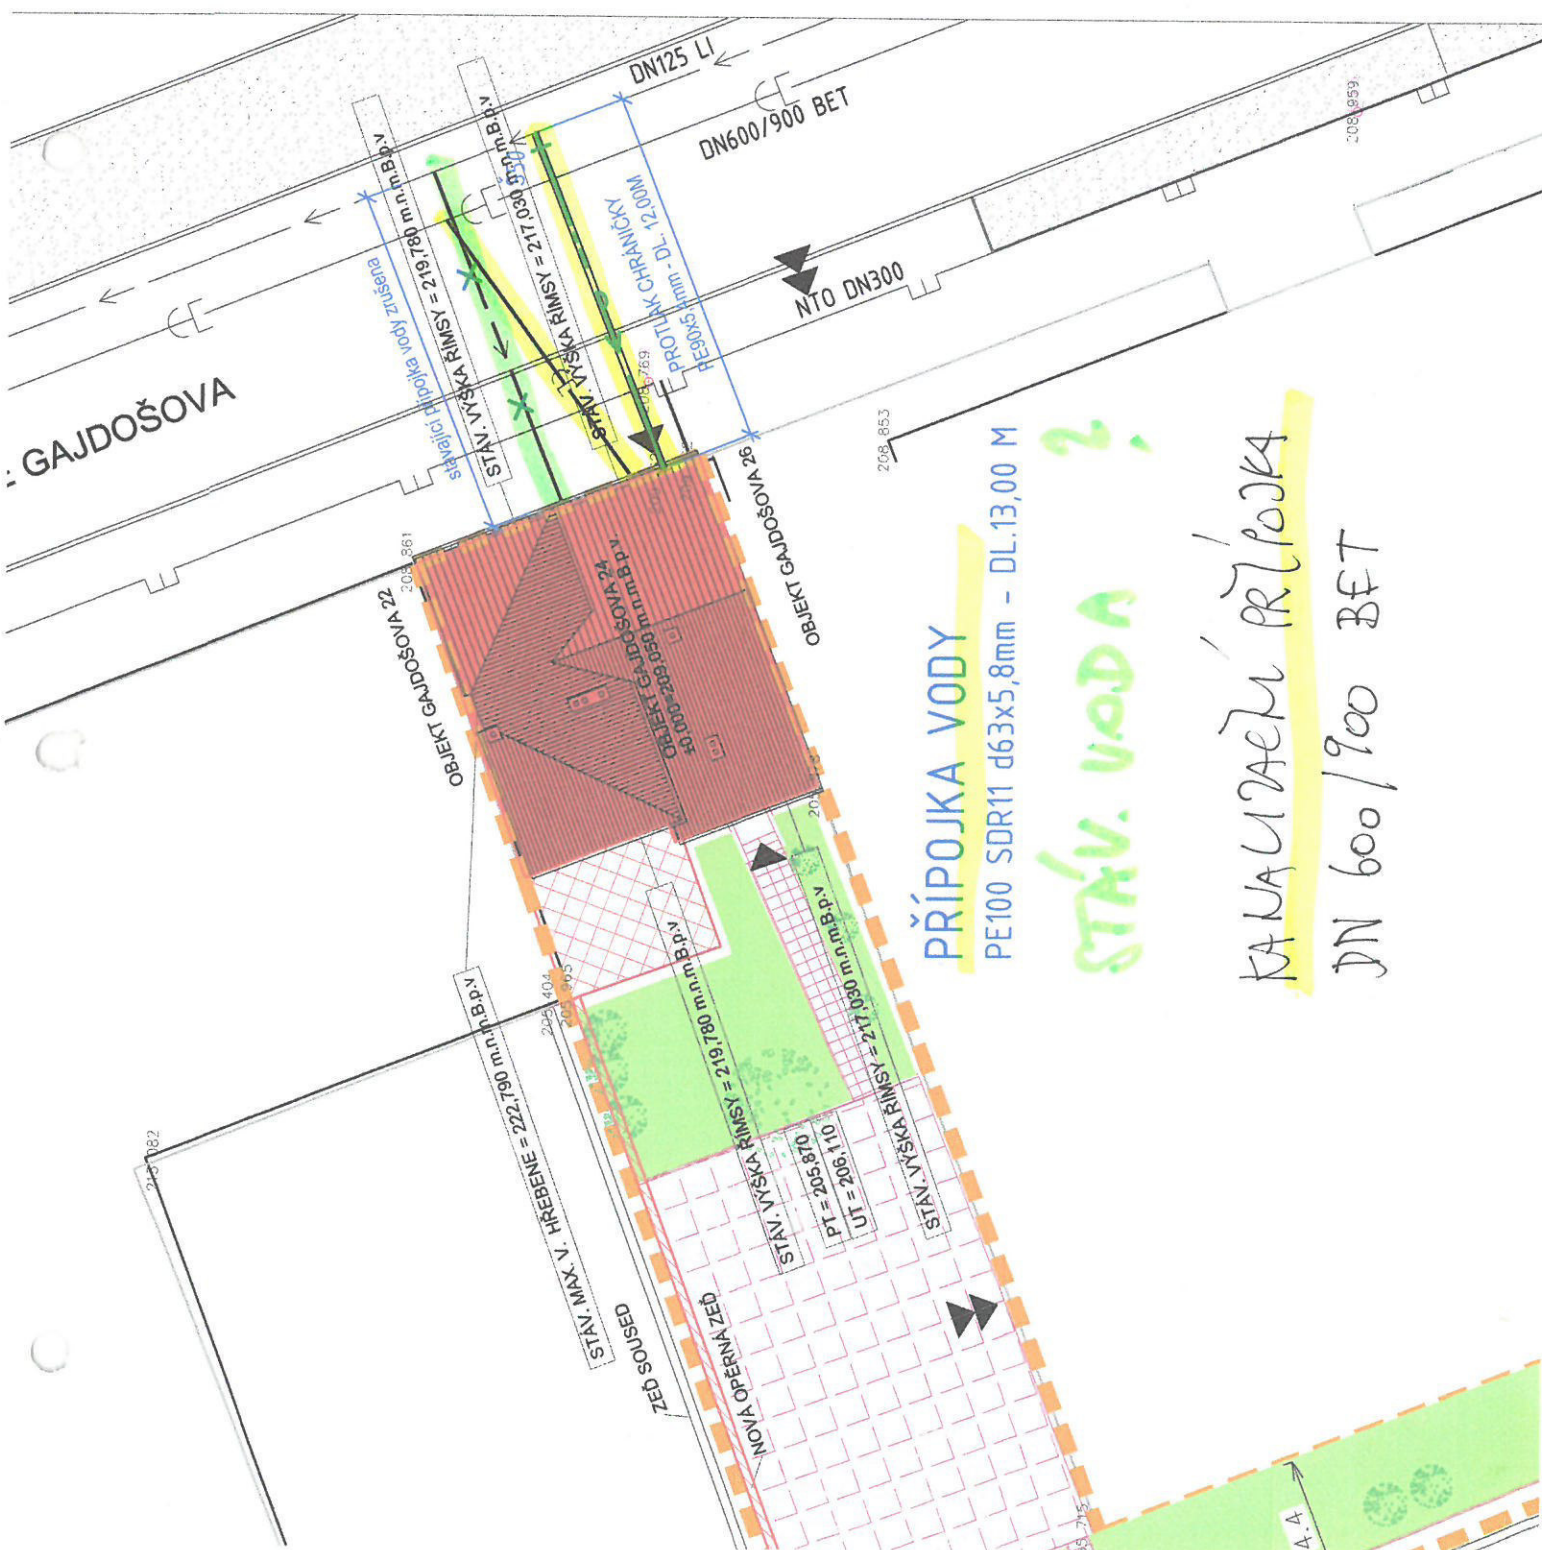 DN125 LI
DN600/900 BET
STÁV. VÝŠKA ŘÍMSY = 219,780 m.n.m.B.p.v
STÁV. VÝŠKA ŘÍMSY = 217,030 m.n.m.B.p.v
stávající přípojka vody zrušena
PROTLAK CHRÁNIČKY
PE90x5,4mm - DL. 12,00M
NTO DN300
GAJDOŠOVA
208,959
208,853
OBJEKT GAJDOŠOVA 22
OBJEKT GAJDOŠOVA 24
±0,000=209,050 m.n.m B.p.v
OBJEKT GAJDOŠOVA 26
PŘÍPOJKA VODY
PE100 SDR11 d63x5,8mm - DL.13,00 M
STÁV. VODA ?
KANALIZAČNÍ PŘÍPOJKA
DN 600/900 BET
STÁV. MAX. V. HŘEBENE = 222,790 m.n.m.B.p.v
205,404
205,965
STÁV. VÝŠKA ŘÍMSY = 219,780 m.n.m.B.p.v
STÁV. VÝŠKA ŘÍMSY = 217,030 m.n.m.B.p.v
PT = 205,870
UT = 206,110
ZEĎ SOUSED
NOVÁ OPĚRNÁ ZEĎ
4.4